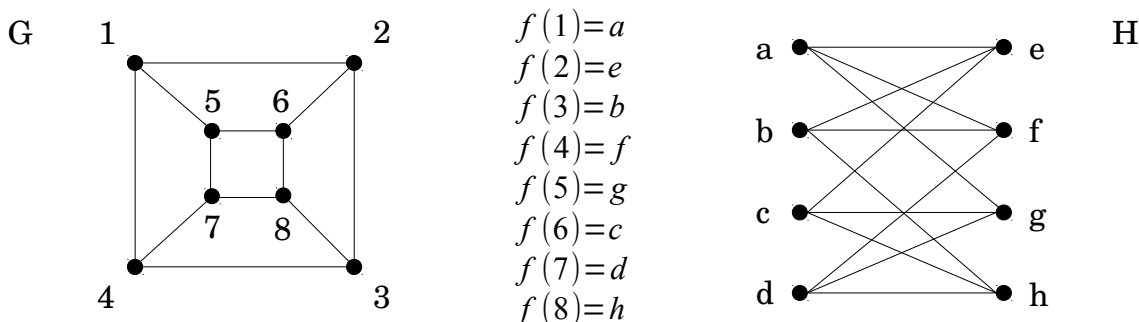 G
1
2
5
6
7
8
4
3
f(1)=a
f(2)=e
f(3)=b
f(4)=f
f(5)=g
f(6)=c
f(7)=d
f(8)=h
H
a
e
b
f
c
g
d
h